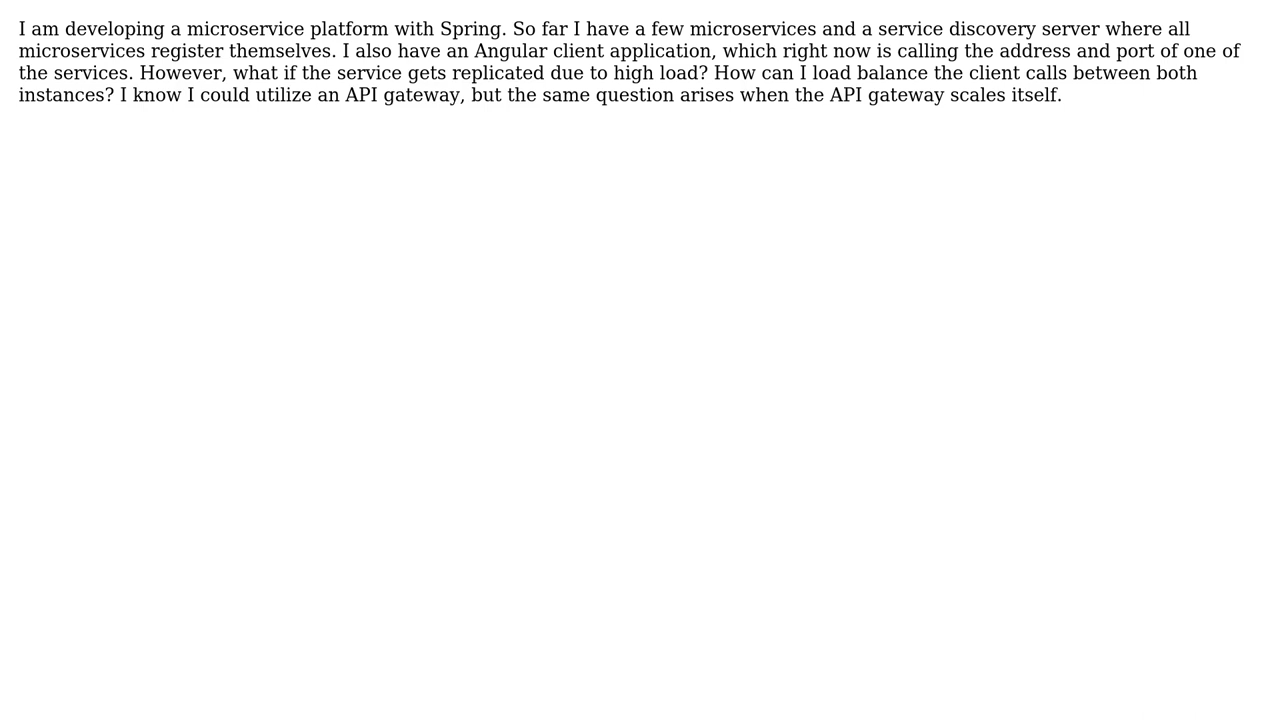 I am developing a microservice platform with Spring. So far I have a few microservices and a service discovery server where all
microservices register themselves. I also have an Angular client application, which right now is calling the address and port of one of
the services. However, what if the service gets replicated due to high load? How can I load balance the client calls between both
instances? I know I could utilize an API gateway, but the same question arises when the API gateway scales itself.